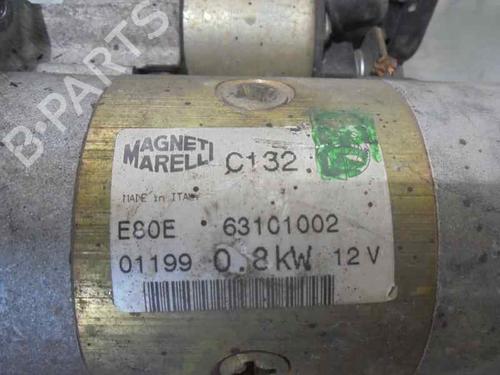 B-PARTS
MAGNETI
MARELLI
C132
MADE in ITALY
E80E 63101002
01199 0.8KW 12V